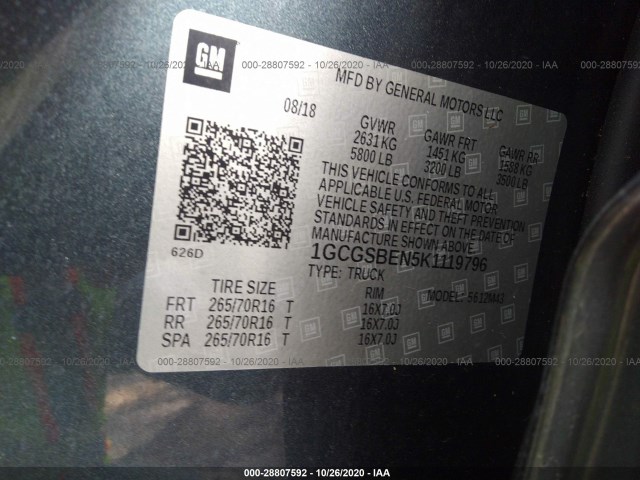 GM
MFD BY GENERAL MOTORS LLC
08/18
GVWR GAWR FRT GAWR RR
2631 KG 1451 KG 1588 KG
5800 LB 3200 LB 3500 LB
THIS VEHICLE CONFORMS TO ALL
APPLICABLE U.S. FEDERAL MOTOR
VEHICLE SAFETY AND THEFT PREVENTION
STANDARDS IN EFFECT ON THE DATE
OF MANUFACTURE SHOWN ABOVE.
1GCGSBEN5K1119796
626D
TYPE: TRUCK MODEL: S612M43
TIRE SIZE RIM
FRT 265/70R16 T 16X7.0J
RR 265/70R16 T 16X7.0J
SPA 265/70R16 T 16X7.0J
000-28807592 - 10/26/2020 - IAA